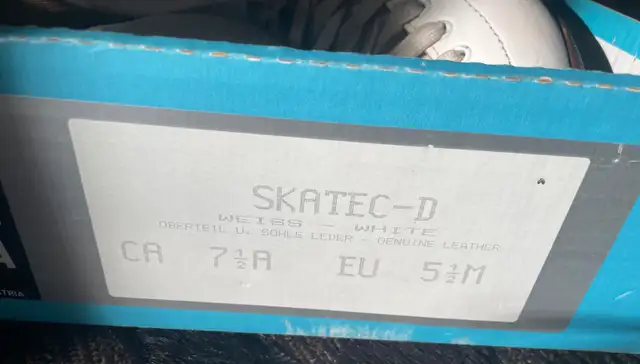 SKATEC-D
WEISS - WHITE
OBERTEIL U. SOHLE LEDER - GENUINE LEATHER
CA 7½A EU 5½M